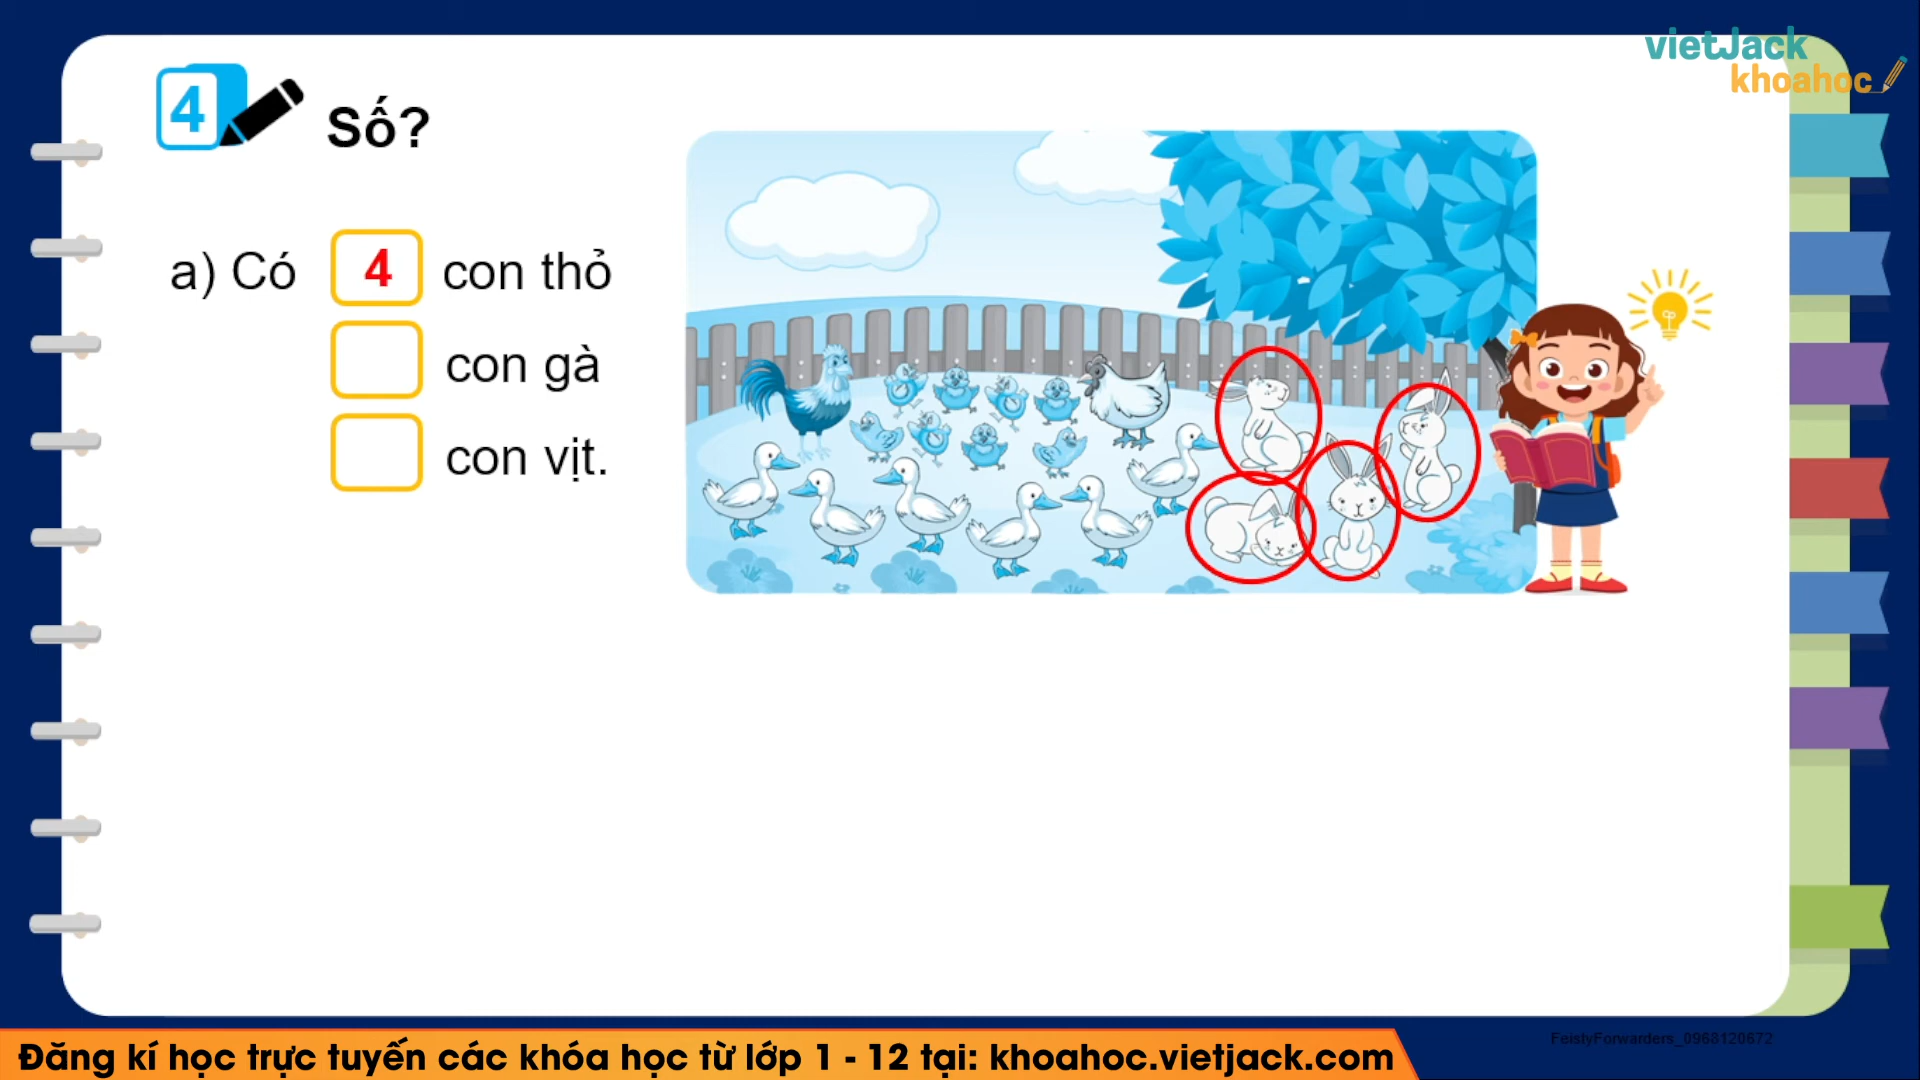 vietJack
khoahoc
4
Số?
a) Có 4 con thỏ
con gà
con vịt.
FeistyForwarders_0968120672
Đăng kí học trực tuyến các khóa học từ lớp 1 - 12 tại: khoahoc.vietjack.com